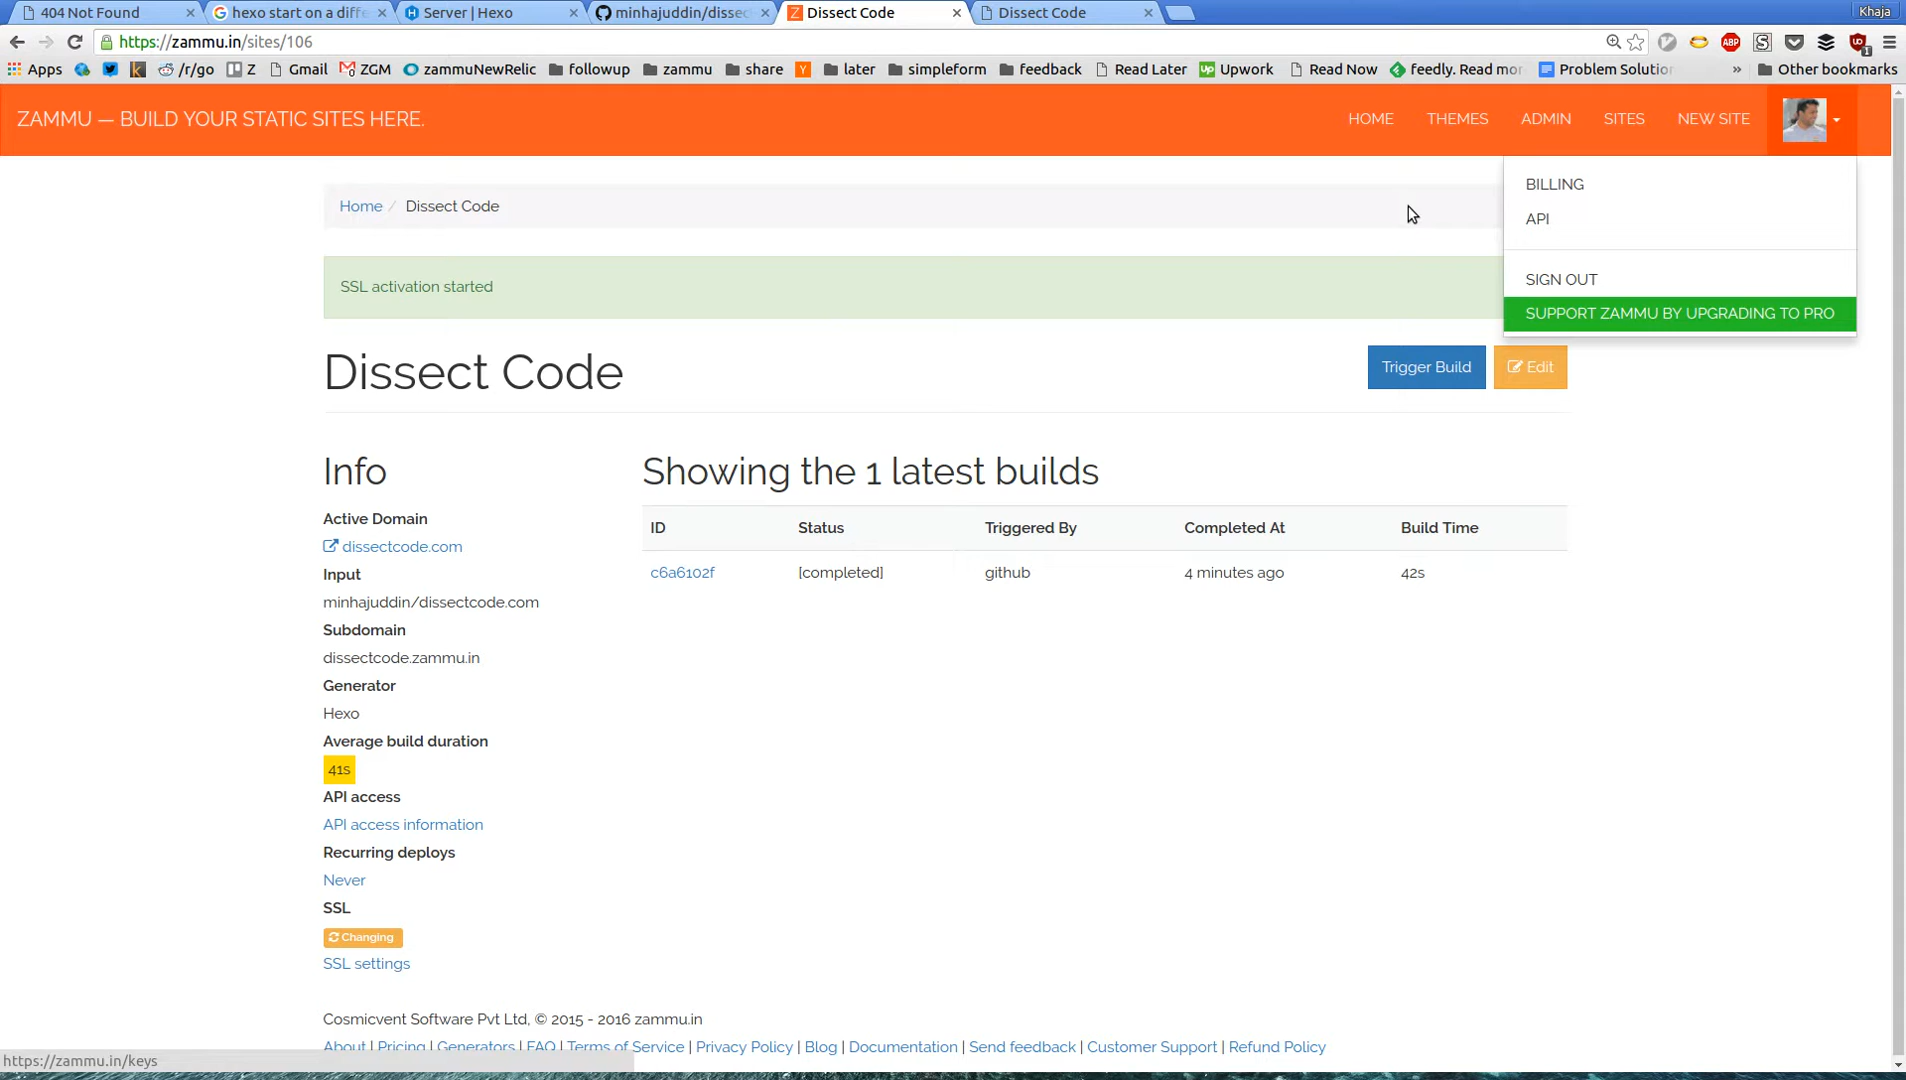 404 Not Found
hexo start on a diffe
Server | Hexo
minhajuddin/dissec
Dissect Code
Dissect Code
Khaja
https://zammu.in/sites/106
Apps
/r/go
Z
Gmail
ZGM
zammuNewRelic
followup
zammu
share
later
simpleform
feedback
Read Later
Upwork
Read Now
feedly. Read mor
Problem Solutio
»
Other bookmarks
ZAMMU — BUILD YOUR STATIC SITES HERE.
HOME
THEMES
ADMIN
SITES
NEW SITE
BILLING
API
SIGN OUT
SUPPORT ZAMMU BY UPGRADING TO PRO
Home / Dissect Code
SSL activation started
Dissect Code
Trigger Build
Edit
Info
Active Domain
dissectcode.com
Input
minhajuddin/dissectcode.com
Subdomain
dissectcode.zammu.in
Generator
Hexo
Average build duration
41s
API access
API access information
Recurring deploys
Never
SSL
Changing
SSL settings
Showing the 1 latest builds
ID Status Triggered By Completed At Build Time
c6a6102f [completed] github 4 minutes ago 42s
Cosmicvent Software Pvt Ltd, © 2015 - 2016 zammu.in
About | Pricing | Generators | FAQ | Terms of Service | Privacy Policy | Blog | Documentation | Send feedback | Customer Support | Refund Policy
https://zammu.in/keys